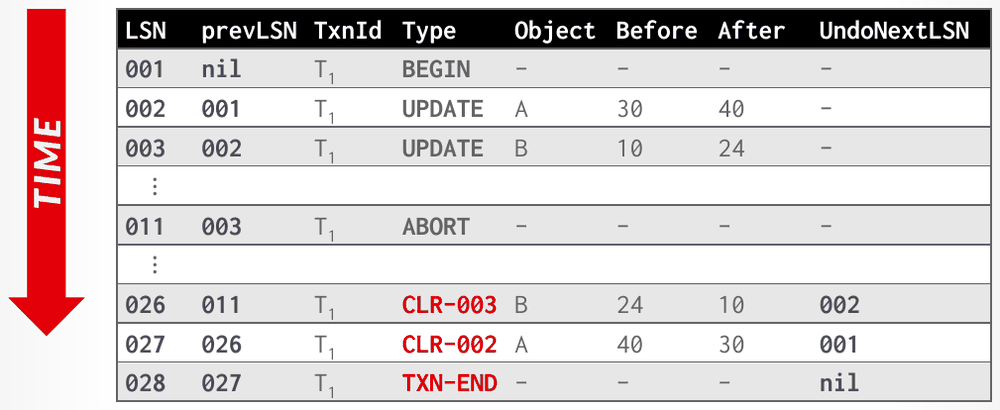 TIME
LSN prevLSN TxnId Type Object Before After UndoNextLSN
001 nil T1 BEGIN - - - -
002 001 T1 UPDATE A 30 40 -
003 002 T1 UPDATE B 10 24 -
⋮
011 003 T1 ABORT - - - -
⋮
026 011 T1 CLR-003 B 24 10 002
027 026 T1 CLR-002 A 40 30 001
028 027 T1 TXN-END - - - nil